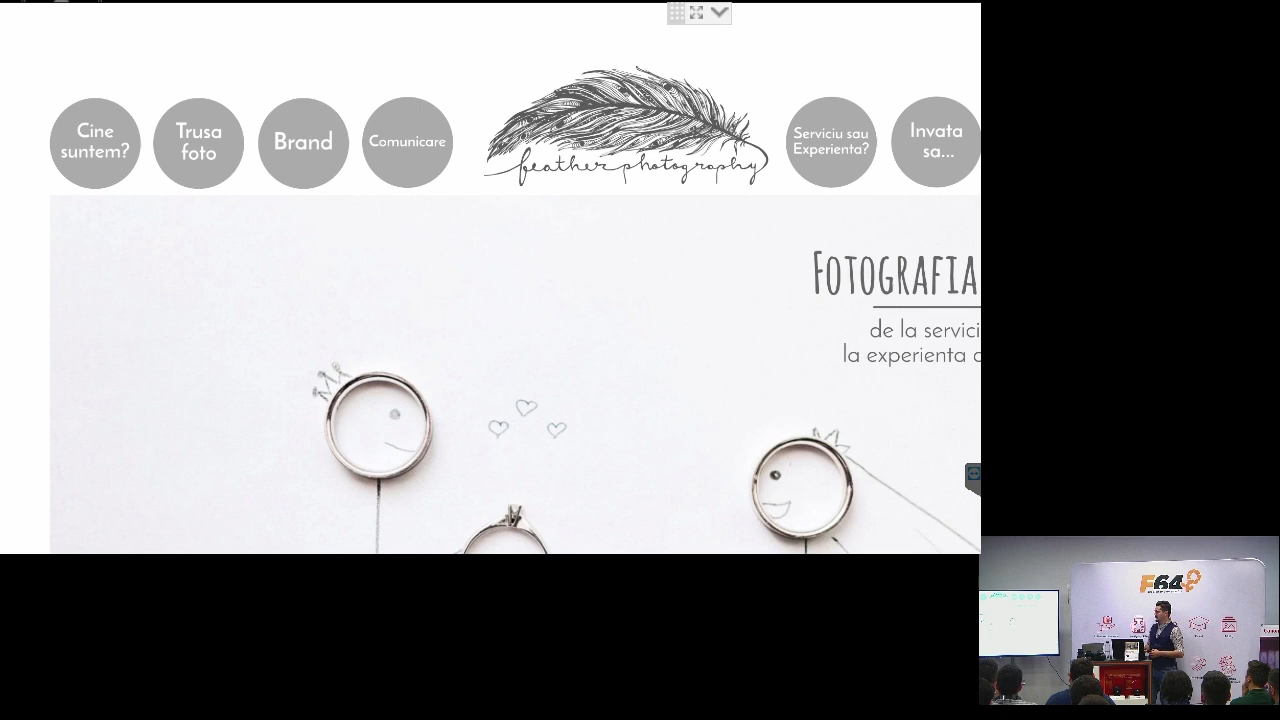 Cine
suntem?
Trusa
foto
Brand
Comunicare
feather photography
Serviciu sau
Experienta?
Invata
sa...
FOTOGRAFIA
de la servici
la experienta
F64